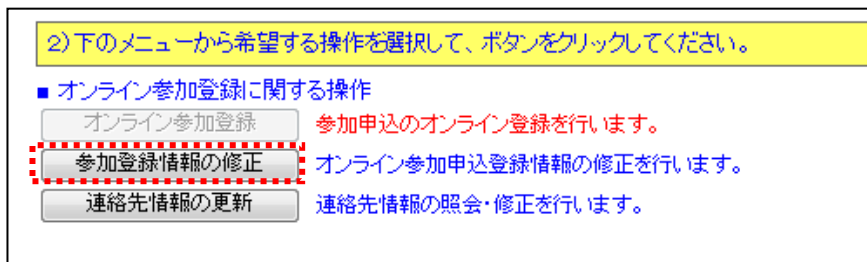 2)下のメニューから希望する操作を選択して、ボタンをクリックしてください。
■ オンライン参加登録に関する操作
オンライン参加登録 参加申込のオンライン登録を行います。
参加登録情報の修正 オンライン参加申込登録情報の修正を行います。
連絡先情報の更新 連絡先情報の照会・修正を行います。